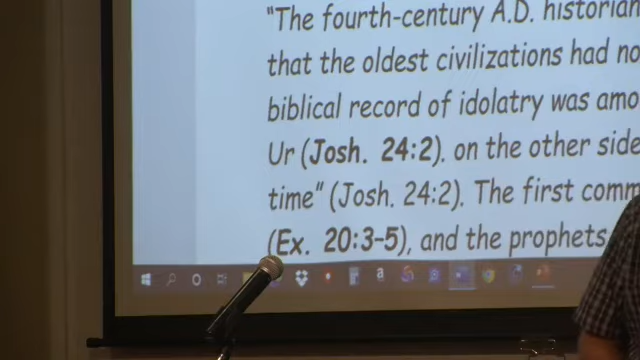 "The fourth-century A.D. historian
that the oldest civilizations had no
biblical record of idolatry was amo
Ur (Josh. 24:2). on the other side
time" (Josh. 24:2). The first comm
(Ex. 20:3-5), and the prophets